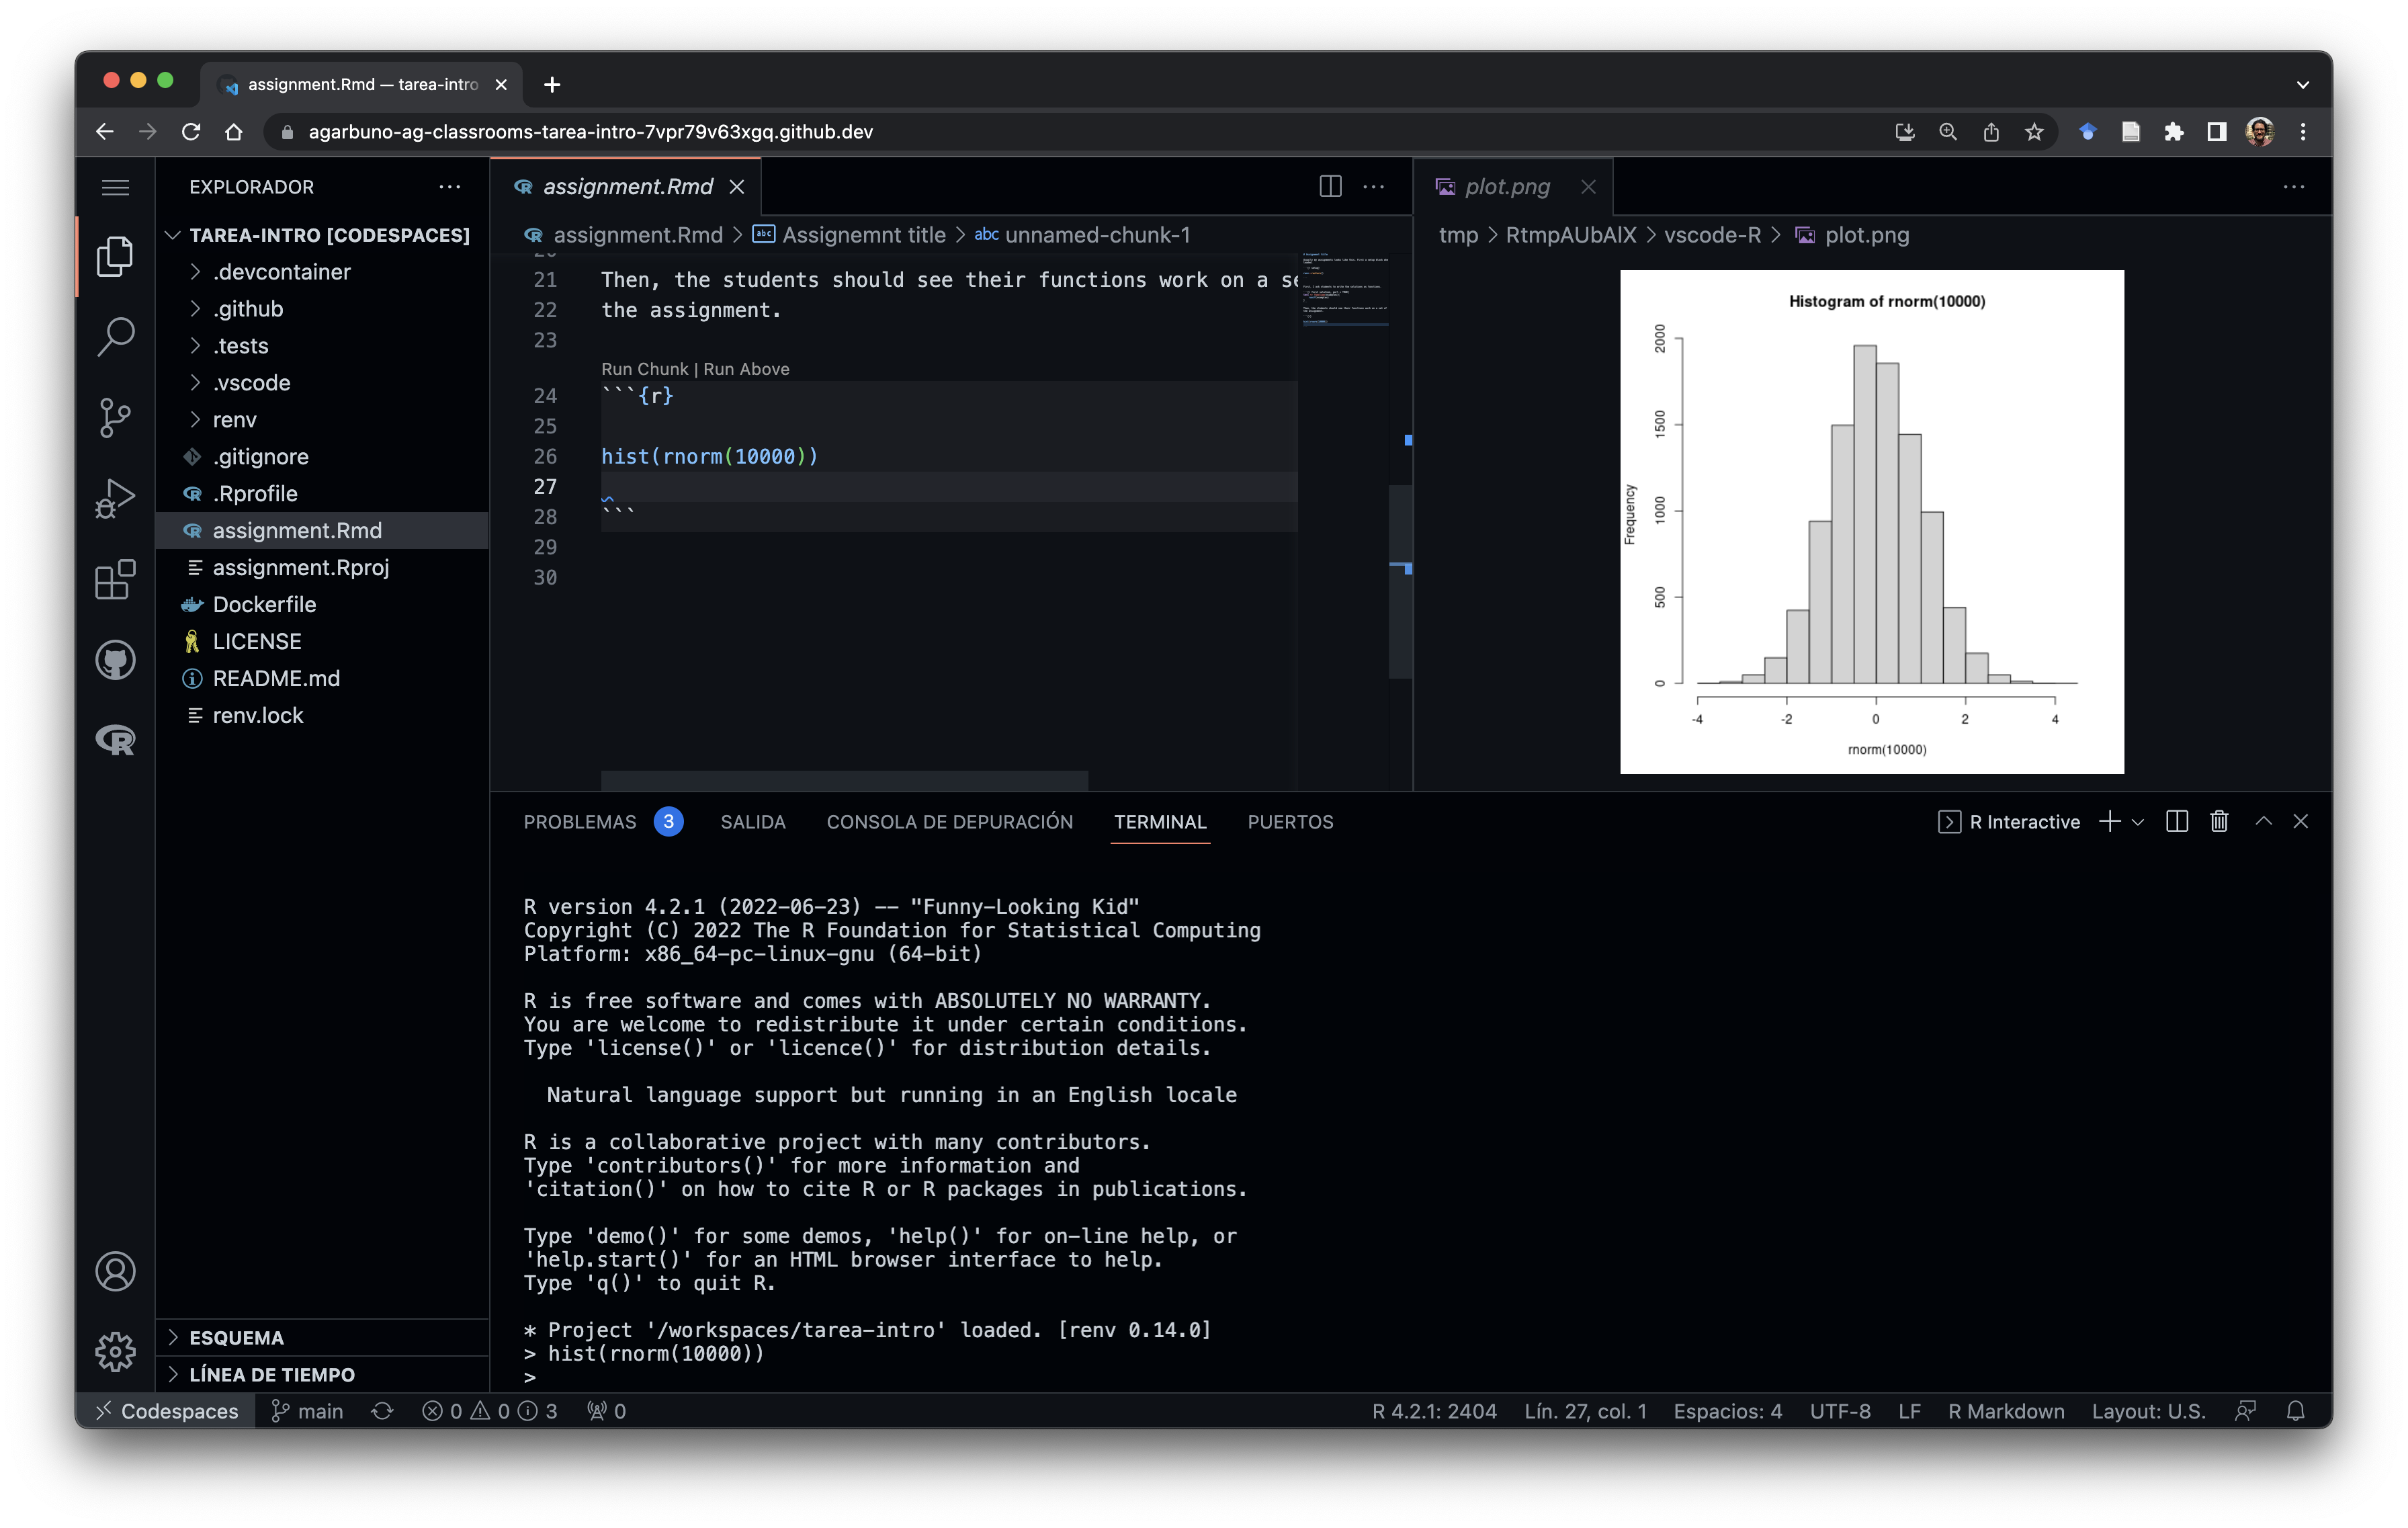 assignment.Rmd — tarea-intro
agarbuno-ag-classrooms-tarea-intro-7vpr79v63xgq.github.dev
EXPLORADOR
TAREA-INTRO [CODESPACES]
.devcontainer
.github
.tests
.vscode
renv
.gitignore
.Rprofile
assignment.Rmd
assignment.Rproj
Dockerfile
LICENSE
README.md
renv.lock
ESQUEMA
LÍNEA DE TIEMPO
assignment.Rmd
assignment.Rmd > Assignemnt title > unnamed-chunk-1
21 Then, the students should see their functions work on a se
22 the assignment.
23
Run Chunk | Run Above
24 ```{r}
25
26 hist(rnorm(10000))
27
28 ```
29
30
plot.png
tmp > RtmpAUbAIX > vscode-R > plot.png
Histogram of rnorm(10000)
Frequency
2000
1500
1000
500
0
-4 -2 0 2 4
rnorm(10000)
PROBLEMAS 3 SALIDA CONSOLA DE DEPURACIÓN TERMINAL PUERTOS
R Interactive
R version 4.2.1 (2022-06-23) -- "Funny-Looking Kid"
Copyright (C) 2022 The R Foundation for Statistical Computing
Platform: x86_64-pc-linux-gnu (64-bit)
R is free software and comes with ABSOLUTELY NO WARRANTY.
You are welcome to redistribute it under certain conditions.
Type 'license()' or 'licence()' for distribution details.
Natural language support but running in an English locale
R is a collaborative project with many contributors.
Type 'contributors()' for more information and
'citation()' on how to cite R or R packages in publications.
Type 'demo()' for some demos, 'help()' for on-line help, or
'help.start()' for an HTML browser interface to help.
Type 'q()' to quit R.
* Project '/workspaces/tarea-intro' loaded. [renv 0.14.0]
> hist(rnorm(10000))
>
Codespaces main 0 0 3 0
R 4.2.1: 2404 Lín. 27, col. 1 Espacios: 4 UTF-8 LF R Markdown Layout: U.S.